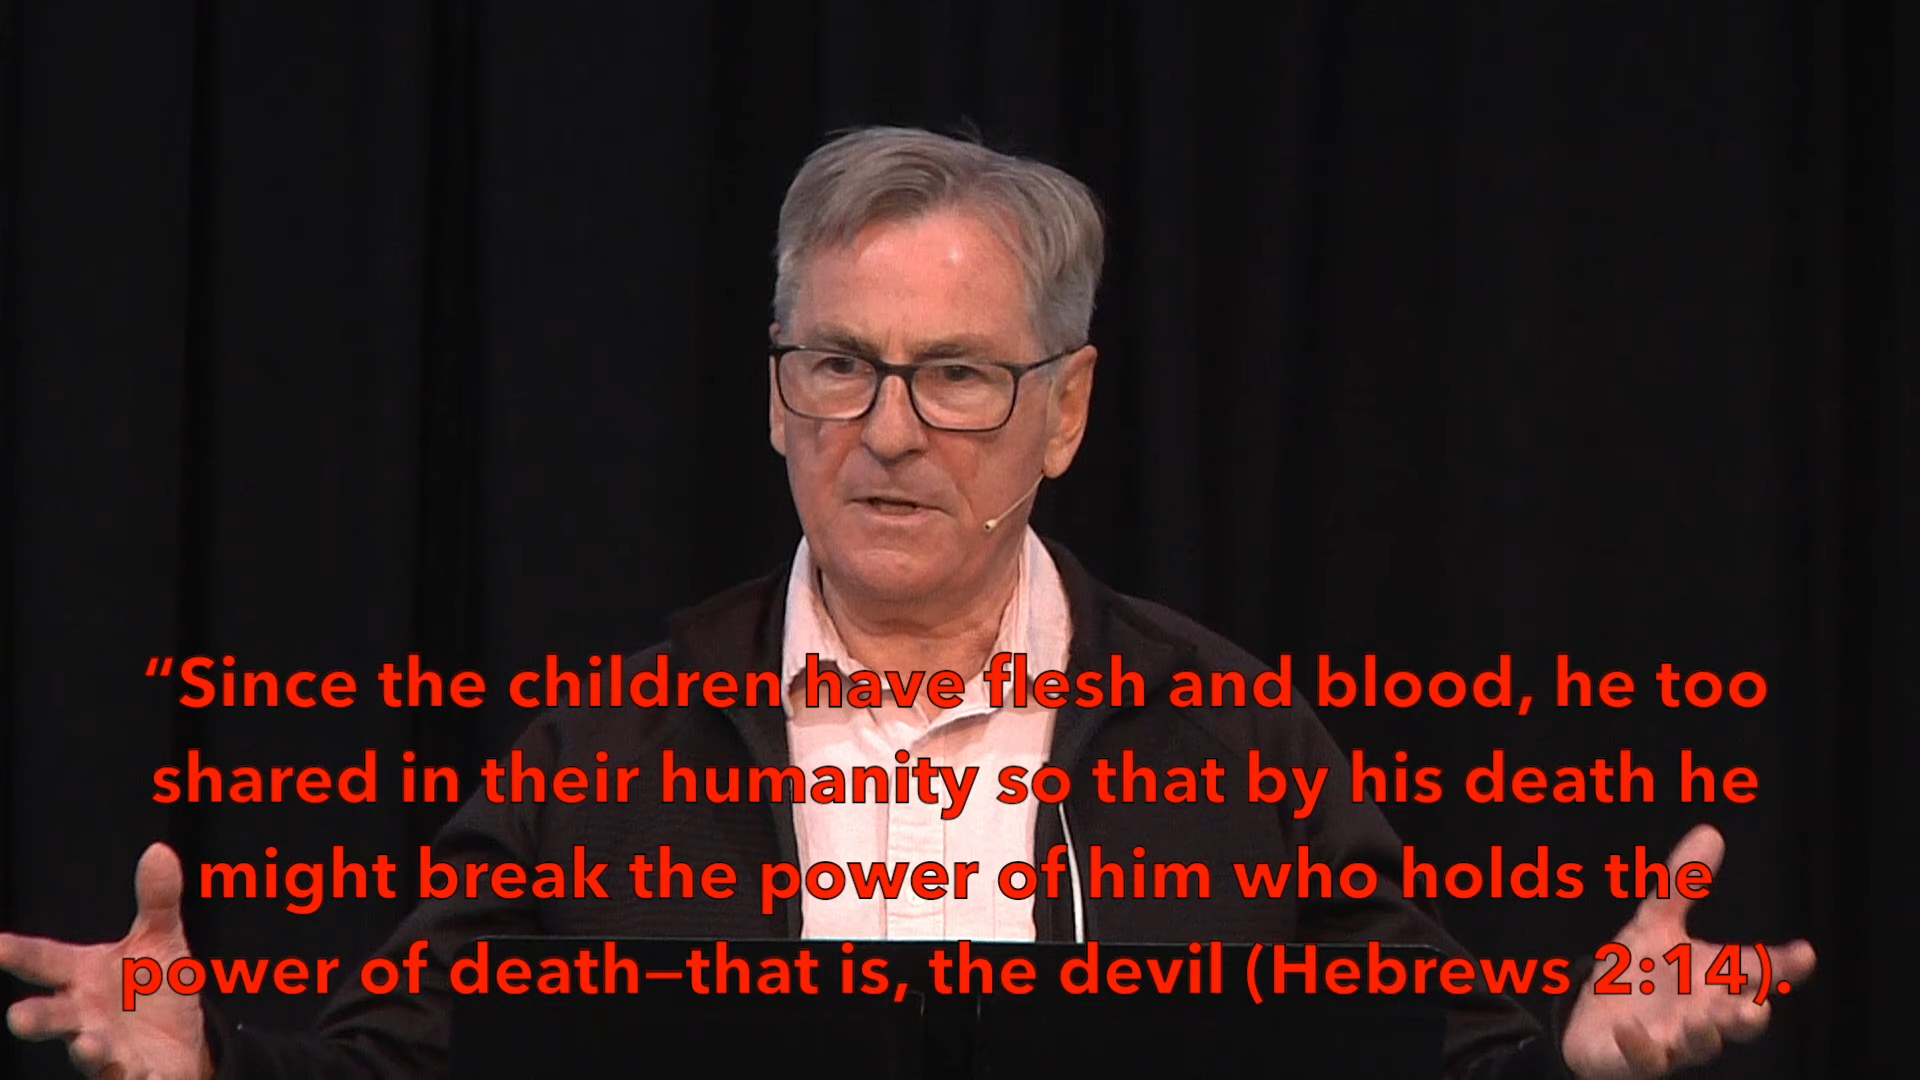 “Since the children have flesh and blood, he too
shared in their humanity so that by his death he
might break the power of him who holds the
power of death—that is, the devil (Hebrews 2:14).